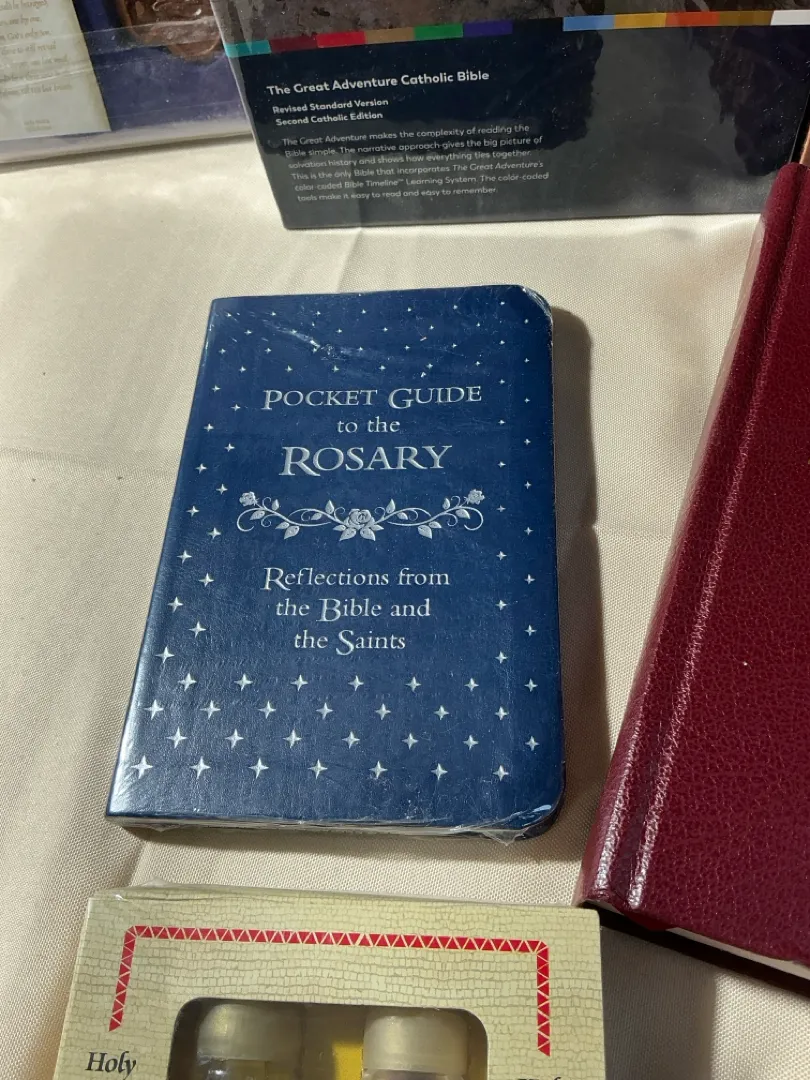 The Great Adventure Catholic Bible
Revised Standard Version
Second Catholic Edition
The Great Adventure makes the complexity of reading the
Bible simple. The narrative approach gives the big picture of
salvation history and shows how everything ties together.
This is the only Bible that incorporates The Great Adventure's
color-coded Bible Timeline™ Learning System. The color-coded
tools make it easy to read and easy to remember.
POCKET GUIDE
to the
ROSARY
Reflections from
the Bible and
the Saints
Holy